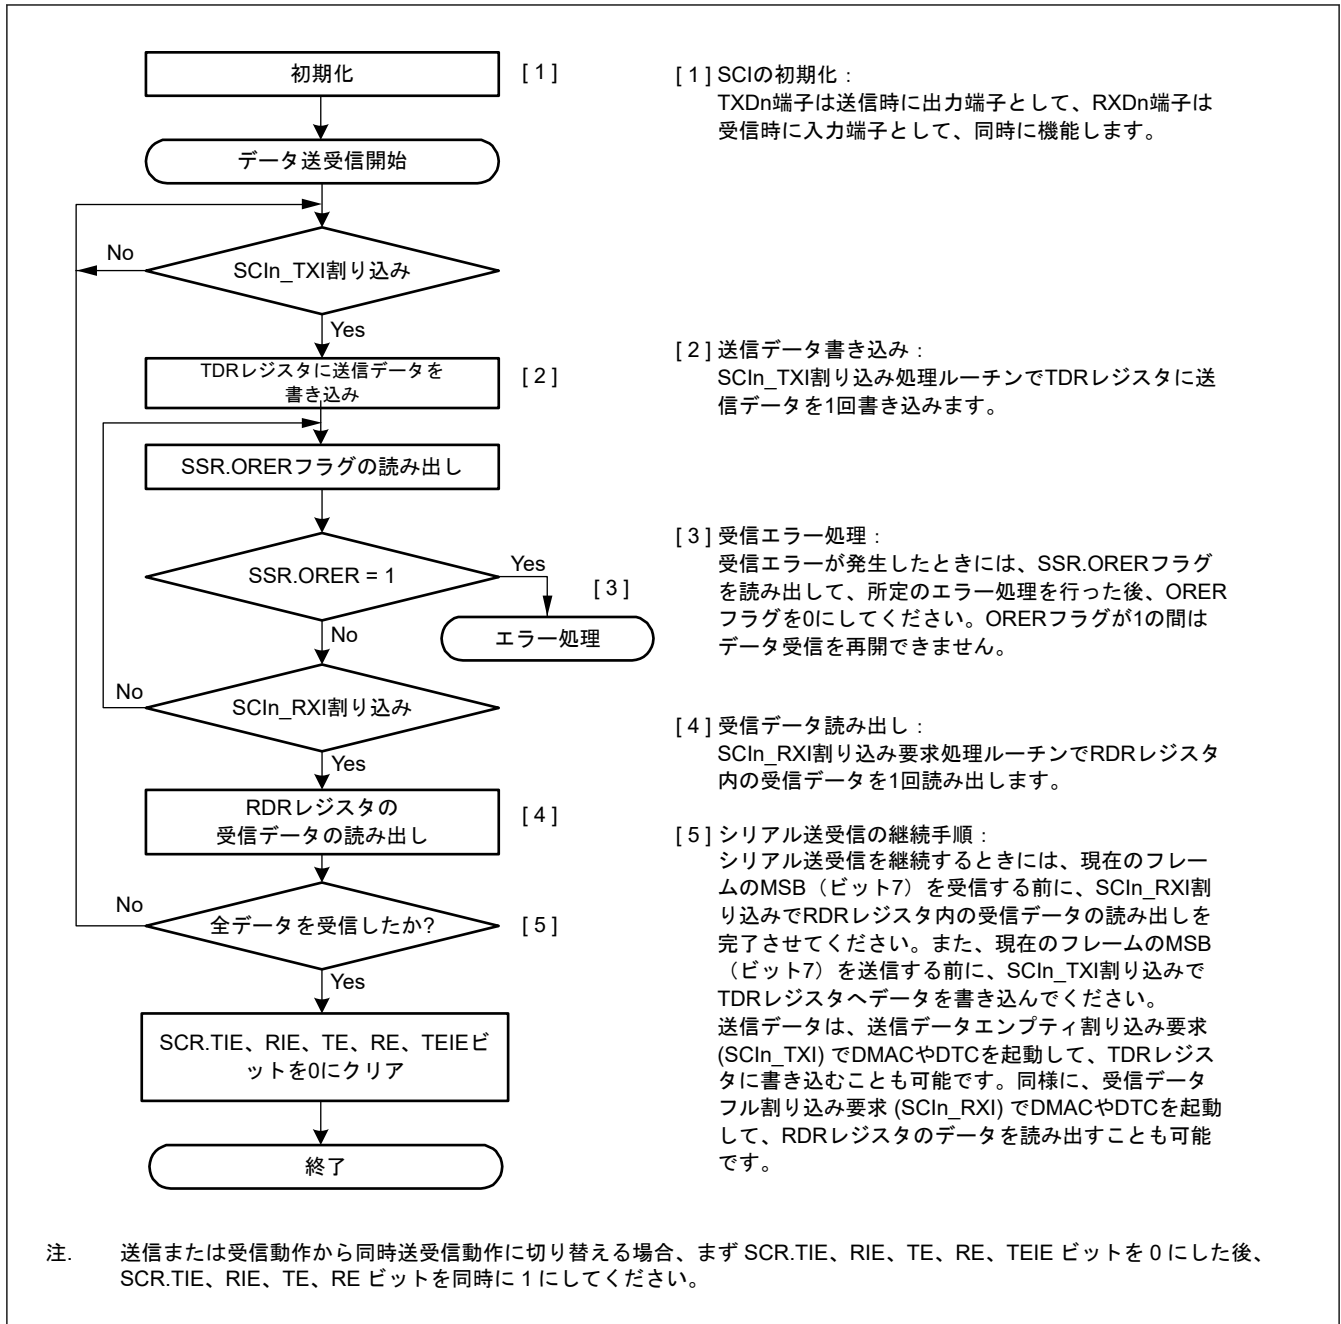 初期化
[ 1 ]
データ送受信開始
No
SCIn_TXI割り込み
Yes
TDRレジスタに送信データを
書き込み
[ 2 ]
SSR.ORERフラグの読み出し
SSR.ORER = 1
Yes
[ 3 ]
エラー処理
No
No
SCIn_RXI割り込み
Yes
RDRレジスタの
受信データの読み出し
[ 4 ]
No
全データを受信したか?
[ 5 ]
Yes
SCR.TIE、RIE、TE、RE、TEIEビ
ットを0にクリア
終了
[ 1 ] SCIの初期化：
TXDn端子は送信時に出力端子として、RXDn端子は
受信時に入力端子として、同時に機能します。
[ 2 ] 送信データ書き込み：
SCIn_TXI割り込み処理ルーチンでTDRレジスタに送
信データを1回書き込みます。
[ 3 ] 受信エラー処理：
受信エラーが発生したときには、SSR.ORERフラグ
を読み出して、所定のエラー処理を行った後、ORER
フラグを0にしてください。ORERフラグが1の間は
データ受信を再開できません。
[ 4 ] 受信データ読み出し：
SCIn_RXI割り込み要求処理ルーチンでRDRレジスタ
内の受信データを1回読み出します。
[ 5 ] シリアル送受信の継続手順：
シリアル送受信を継続するときには、現在のフレー
ムのMSB（ビット7）を受信する前に、SCIn_RXI割
り込みでRDRレジスタ内の受信データの読み出しを
完了させてください。また、現在のフレームのMSB
（ビット7）を送信する前に、SCIn_TXI割り込みで
TDRレジスタへデータを書き込んでください。
送信データは、送信データエンプティ割り込み要求
(SCIn_TXI) でDMACやDTCを起動して、TDRレジス
タに書き込むことも可能です。同様に、受信データ
フル割り込み要求 (SCIn_RXI) でDMACやDTCを起動
して、RDRレジスタのデータを読み出すことも可能
です。
注. 送信または受信動作から同時送受信動作に切り替える場合、まず SCR.TIE、RIE、TE、RE、TEIE ビットを 0 にした後、
SCR.TIE、RIE、TE、RE ビットを同時に 1 にしてください。